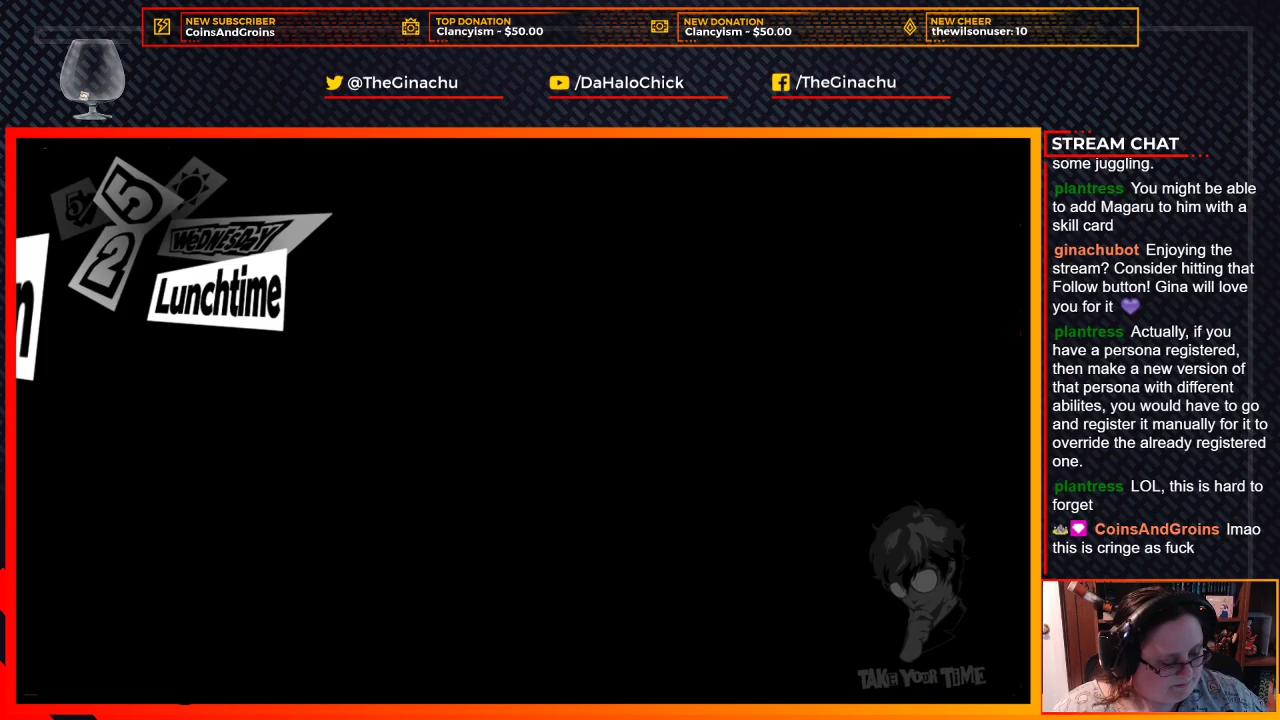 NEW SUBSCRIBER
CoinsAndGroins
TOP DONATION
Clancyism - $50.00
NEW DONATION
Clancyism - $50.00
NEW CHEER
thewilsonuser: 10
@TheGinachu
/DaHaloChick
/TheGinachu
5/
5
25
WEDNESDAY
Lunchtime
n
TAKE YOUR TIME
STREAM CHAT
some juggling.
plantress You might be able
to add Magaru to him with a
skill card
ginachubot Enjoying the
stream? Consider hitting that
Follow button! Gina will love
you for it
plantress Actually, if you
have a persona registered,
then make a new version of
that persona with different
abilites, you would have to go
and register it manually for it to
override the already registered
one.
plantress LOL, this is hard to
forget
CoinsAndGroins lmao
this is cringe as fuck